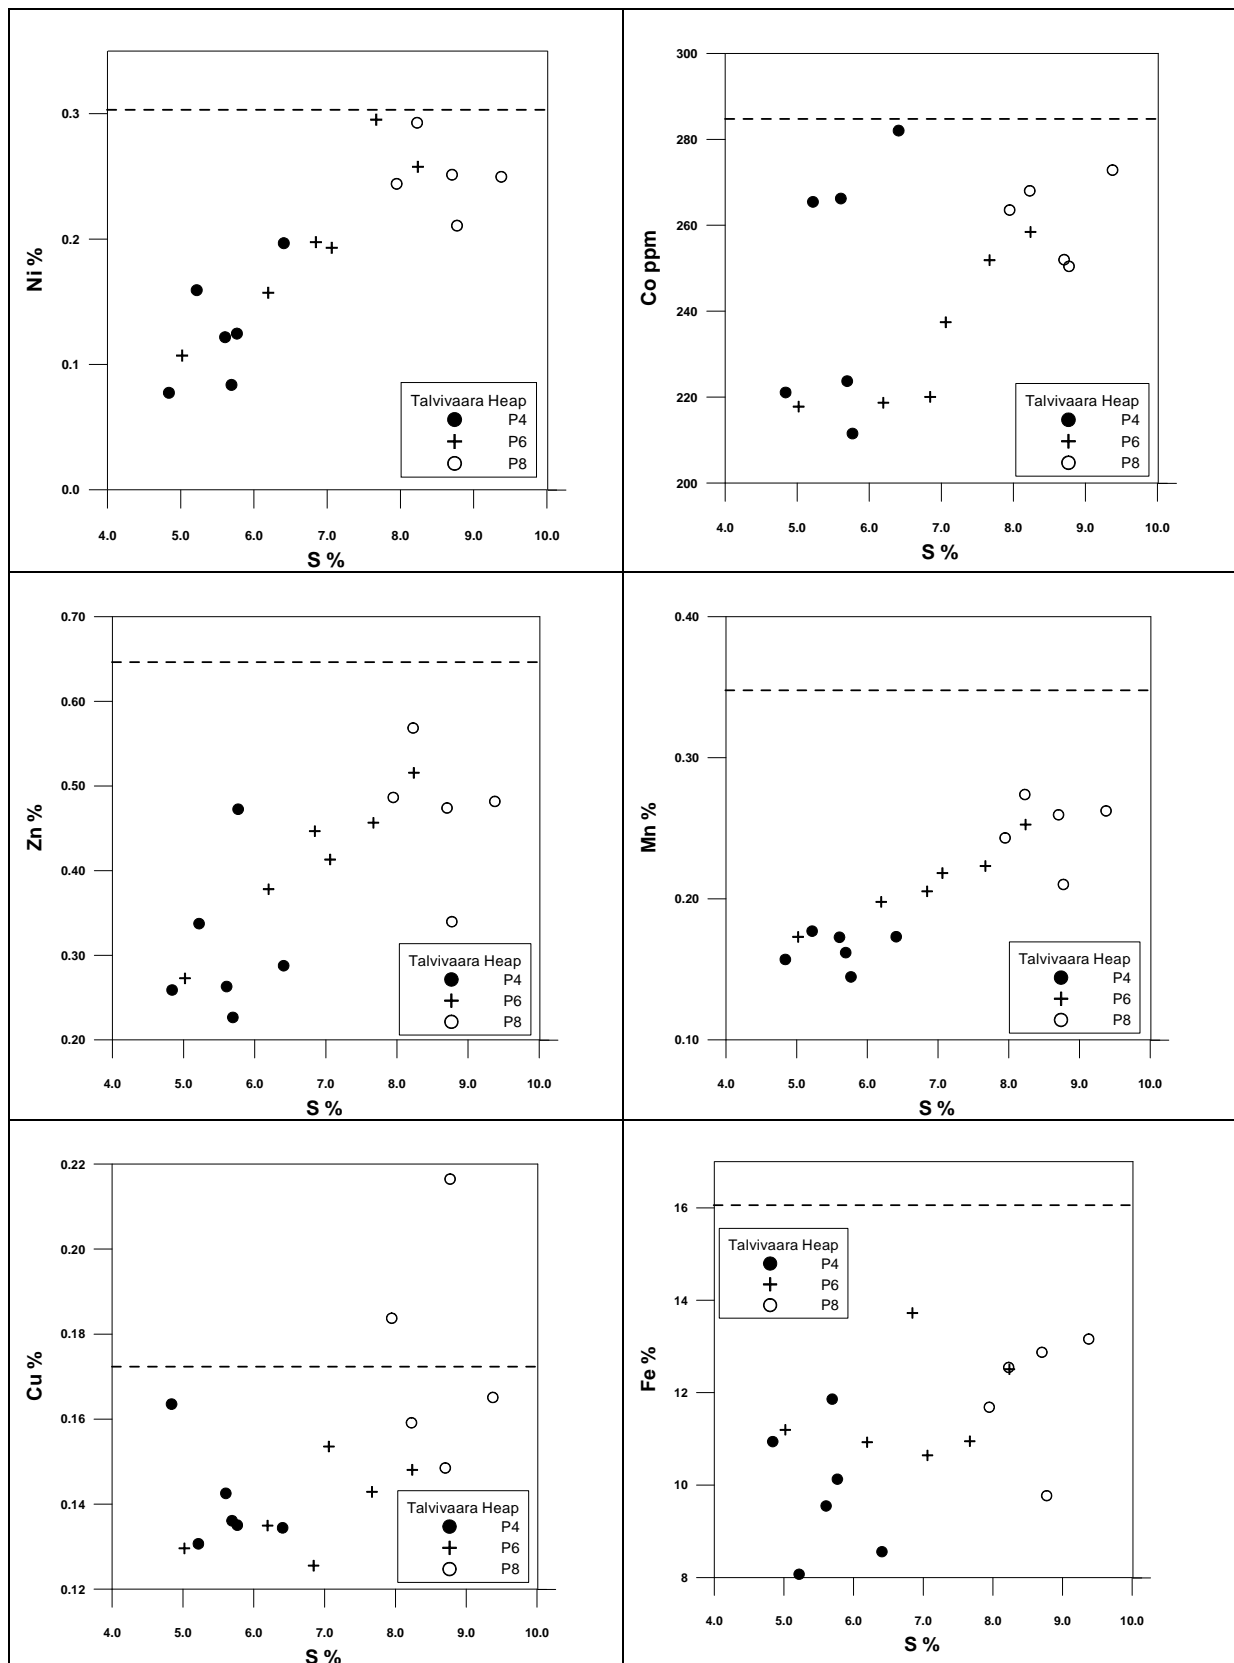 Ni %
0.3
0.2
0.1
0.0
4.0 5.0 6.0 7.0 8.0 9.0 10.0
S %
Talvivaara Heap
P4
P6
P8
Co ppm
300
280
260
240
220
200
4.0 5.0 6.0 7.0 8.0 9.0 10.0
S %
Talvivaara Heap
P4
P6
P8
Zn %
0.70
0.60
0.50
0.40
0.30
0.20
4.0 5.0 6.0 7.0 8.0 9.0 10.0
S %
Talvivaara Heap
P4
P6
P8
Mn %
0.40
0.30
0.20
0.10
4.0 5.0 6.0 7.0 8.0 9.0 10.0
S %
Talvivaara Heap
P4
P6
P8
Cu %
0.22
0.20
0.18
0.16
0.14
0.12
4.0 5.0 6.0 7.0 8.0 9.0 10.0
S %
Talvivaara Heap
P4
P6
P8
Fe %
16
14
12
10
8
4.0 5.0 6.0 7.0 8.0 9.0 10.0
S %
Talvivaara Heap
P4
P6
P8